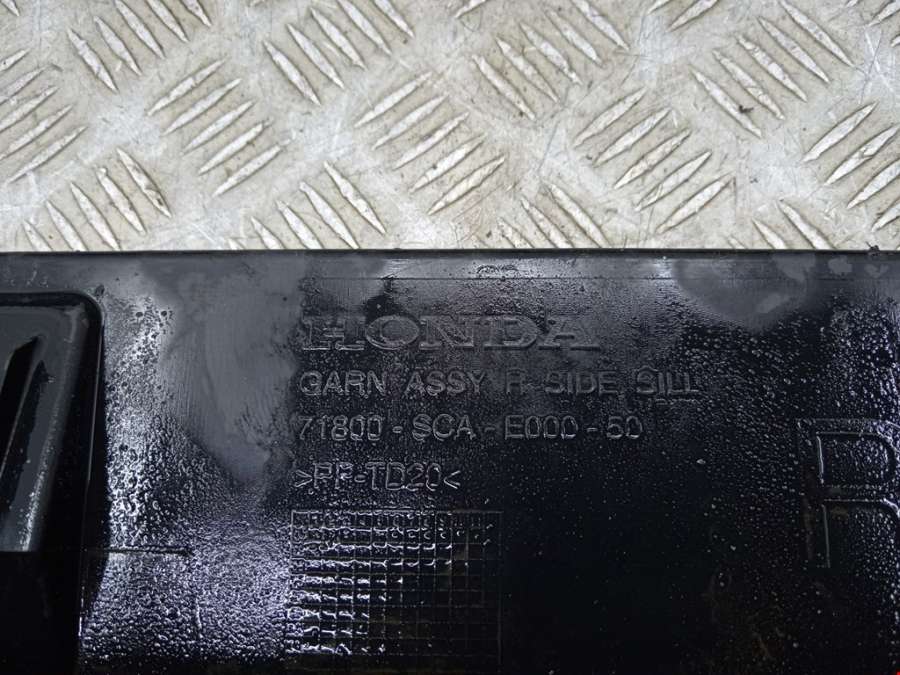 HONDA
GARN ASSY R SIDE SILL
71800-SCA-E000-50
>PP-TD20<
R